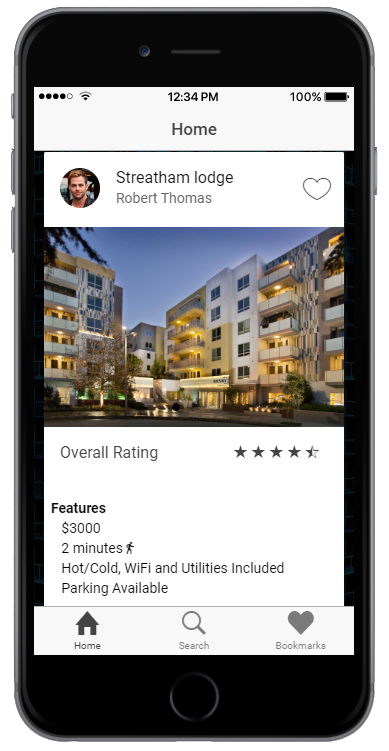 12:34 PM 100%
Home
Streatham lodge
Robert Thomas
Overall Rating
Features
$3000
2 minutes
Hot/Cold, WiFi and Utilities Included
Parking Available
Home Search Bookmarks